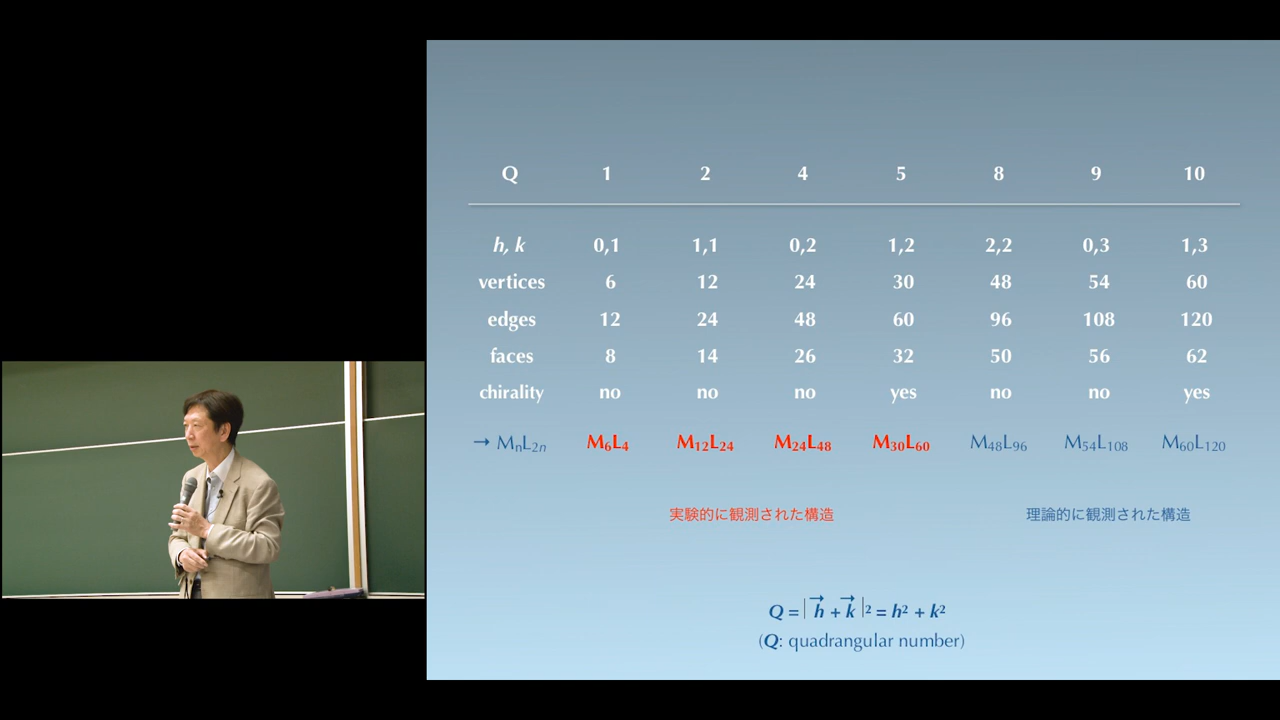 Q 1 2 4 5 8 9 10
h, k 0,1 1,1 0,2 1,2 2,2 0,3 1,3
vertices 6 12 24 30 48 54 60
edges 12 24 48 60 96 108 120
faces 8 14 26 32 50 56 62
chirality no no no yes no no yes
→ MnL2n M6L4 M12L24 M24L48 M30L60 M48L96 M54L108 M60L120
実験的に観測された構造 理論的に観測された構造
Q = |h⃗ + k⃗|² = h² + k²
(Q: quadrangular number)